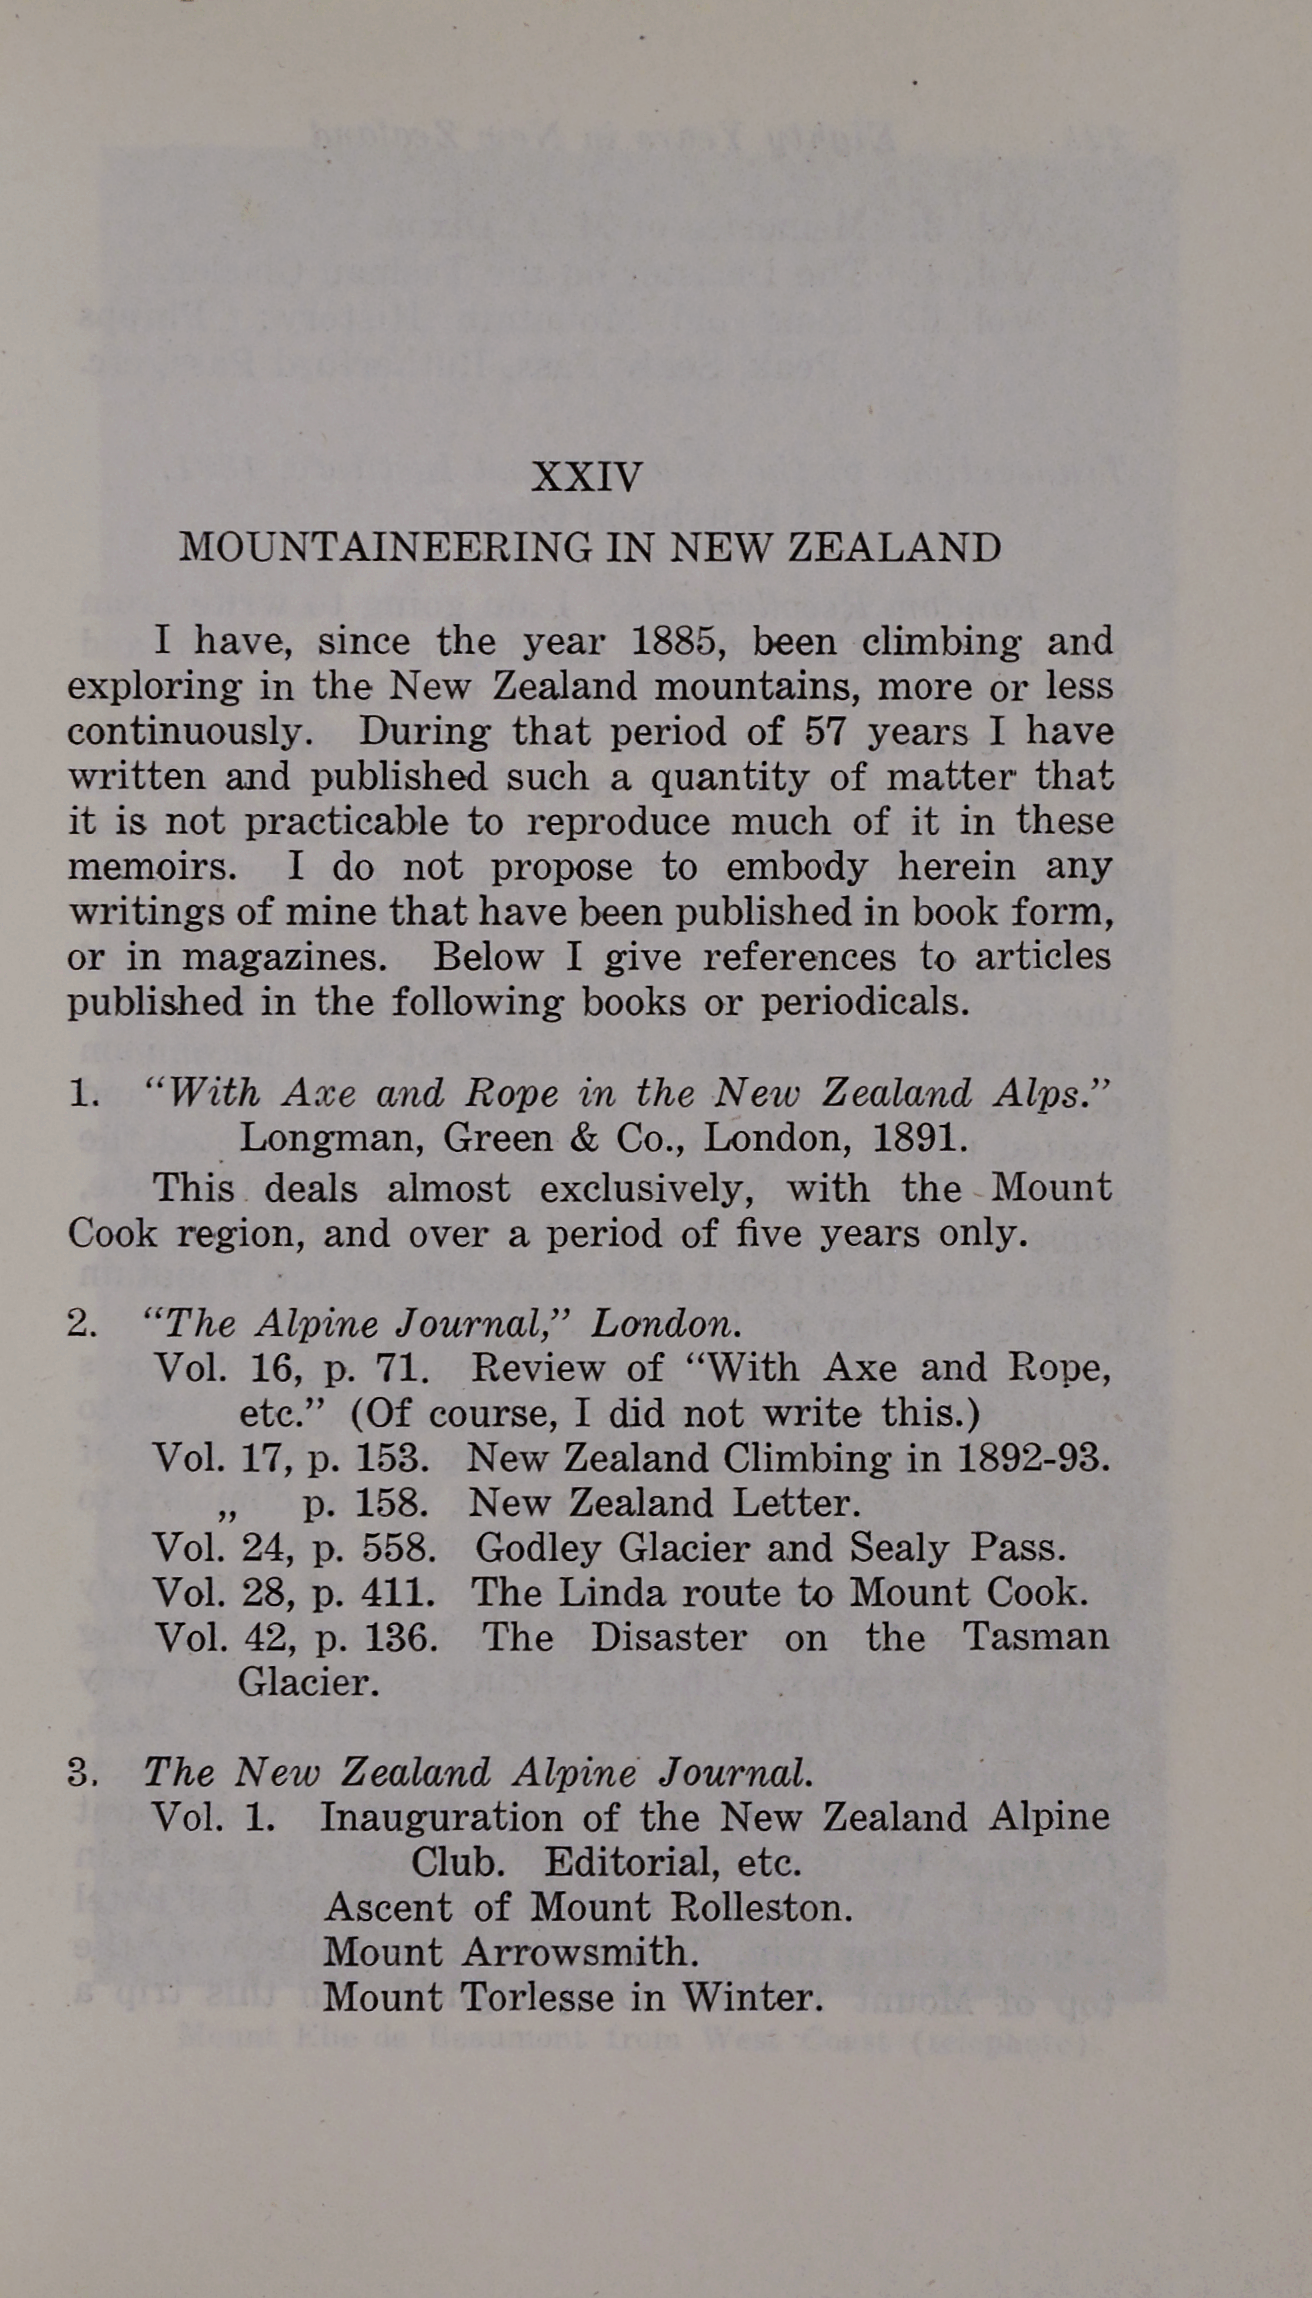 XXIV
MOUNTAINEERING IN NEW ZEALAND
I have, since the year 1885, been climbing and
exploring in the New Zealand mountains, more or less
continuously. During that period of 57 years I have
written and published such a quantity of matter that
it is not practicable to reproduce much of it in these
memoirs. I do not propose to embody herein any
writings of mine that have been published in book form,
or in magazines. Below I give references to articles
published in the following books or periodicals.
1. “With Axe and Rope in the New Zealand Alps.”
Longman, Green & Co., London, 1891.
This deals almost exclusively, with the Mount
Cook region, and over a period of five years only.
2. “The Alpine Journal,” London.
Vol. 16, p. 71. Review of “With Axe and Rope,
etc.” (Of course, I did not write this.)
Vol. 17, p. 153. New Zealand Climbing in 1892-93.
„ p. 158. New Zealand Letter.
Vol. 24, p. 558. Godley Glacier and Sealy Pass.
Vol. 28, p. 411. The Linda route to Mount Cook.
Vol. 42, p. 136. The Disaster on the Tasman
Glacier.
3. The New Zealand Alpine Journal.
Vol. 1. Inauguration of the New Zealand Alpine
Club. Editorial, etc.
Ascent of Mount Rolleston.
Mount Arrowsmith.
Mount Torlesse in Winter.